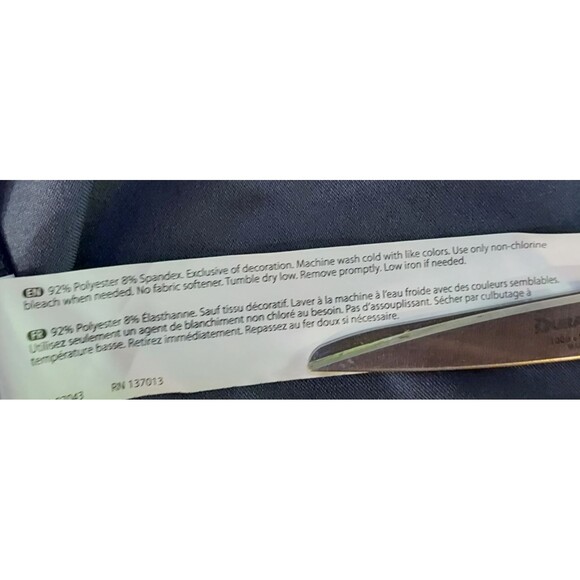 EN 92% Polyester 8% Spandex. Exclusive of decoration. Machine wash cold with like colors. Use only non-chlorine
bleach when needed. No fabric softener. Tumble dry low. Remove promptly. Low iron if needed.
FR 92% Polyester 8% Élasthanne. Sauf tissu décoratif. Laver à la machine à l'eau froide avec des couleurs semblables.
Utilisez seulement un agent de blanchiment non chloré au besoin. Pas d'assouplissant. Sécher par culbutage à
température basse. Retirez immédiatement. Repassez au fer doux si nécessaire.
RN 137013